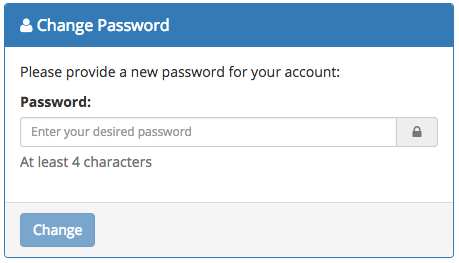 Change Password
Please provide a new password for your account:
Password:
Enter your desired password
At least 4 characters
Change